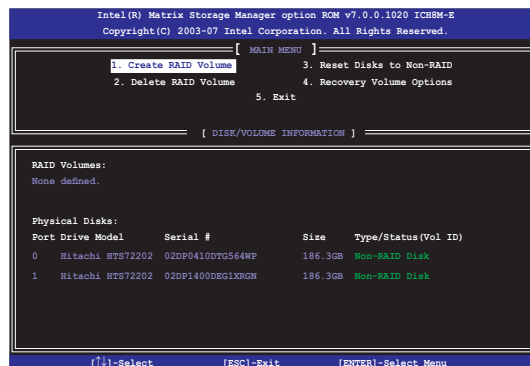 Intel(R) Matrix Storage Manager option ROM v7.0.0.1020 ICH8M-E
Copyright(C) 2003-07 Intel Corporation. All Rights Reserved.
[ MAIN MENU ]
1. Create RAID Volume 3. Reset Disks to Non-RAID
2. Delete RAID Volume 4. Recovery Volume Options
5. Exit
[ DISK/VOLUME INFORMATION ]
RAID Volumes:
None defined.
Physical Disks:
Port Drive Model Serial # Size Type/Status(Vol ID)
0 Hitachi HTS72202 02DP0410DTG564WP 186.3GB Non-RAID Disk
1 Hitachi HTS72202 02DP1400DEG1XRGN 186.3GB Non-RAID Disk
[↑↓]-Select [ESC]-Exit [ENTER]-Select Menu